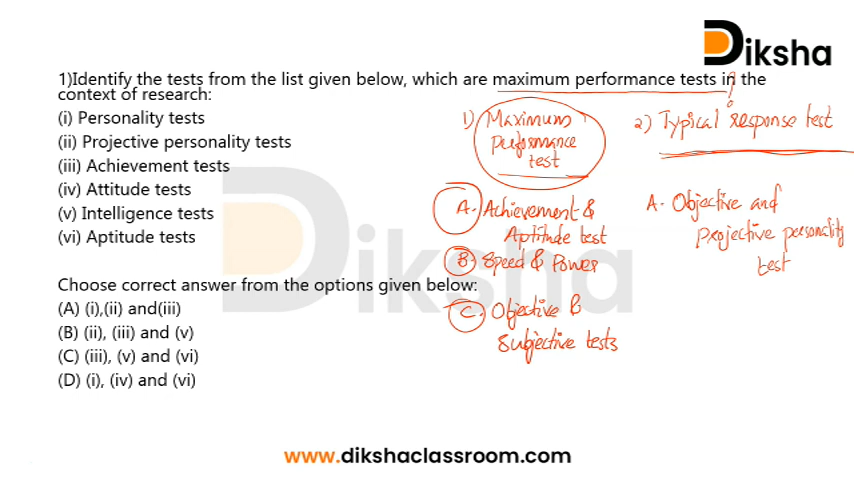 Diksha
1)Identify the tests from the list given below, which are maximum performance tests in the
context of research:
(i) Personality tests
(ii) Projective personality tests
(iii) Achievement tests
(iv) Attitude tests
(v) Intelligence tests
(vi) Aptitude tests
Choose correct answer from the options given below:
(A) (i),(ii) and(iii)
(B) (ii), (iii) and (v)
(C) (iii), (v) and (vi)
(D) (i), (iv) and (vi)
?
1) Maximum
performance
test
A. Achievement &
Aptitude test
B. Speed & Power
C. Objective &
Subjective tests
2) Typical response test
A. Objective and
projective personality
test
Diksha
www.dikshaclassroom.com